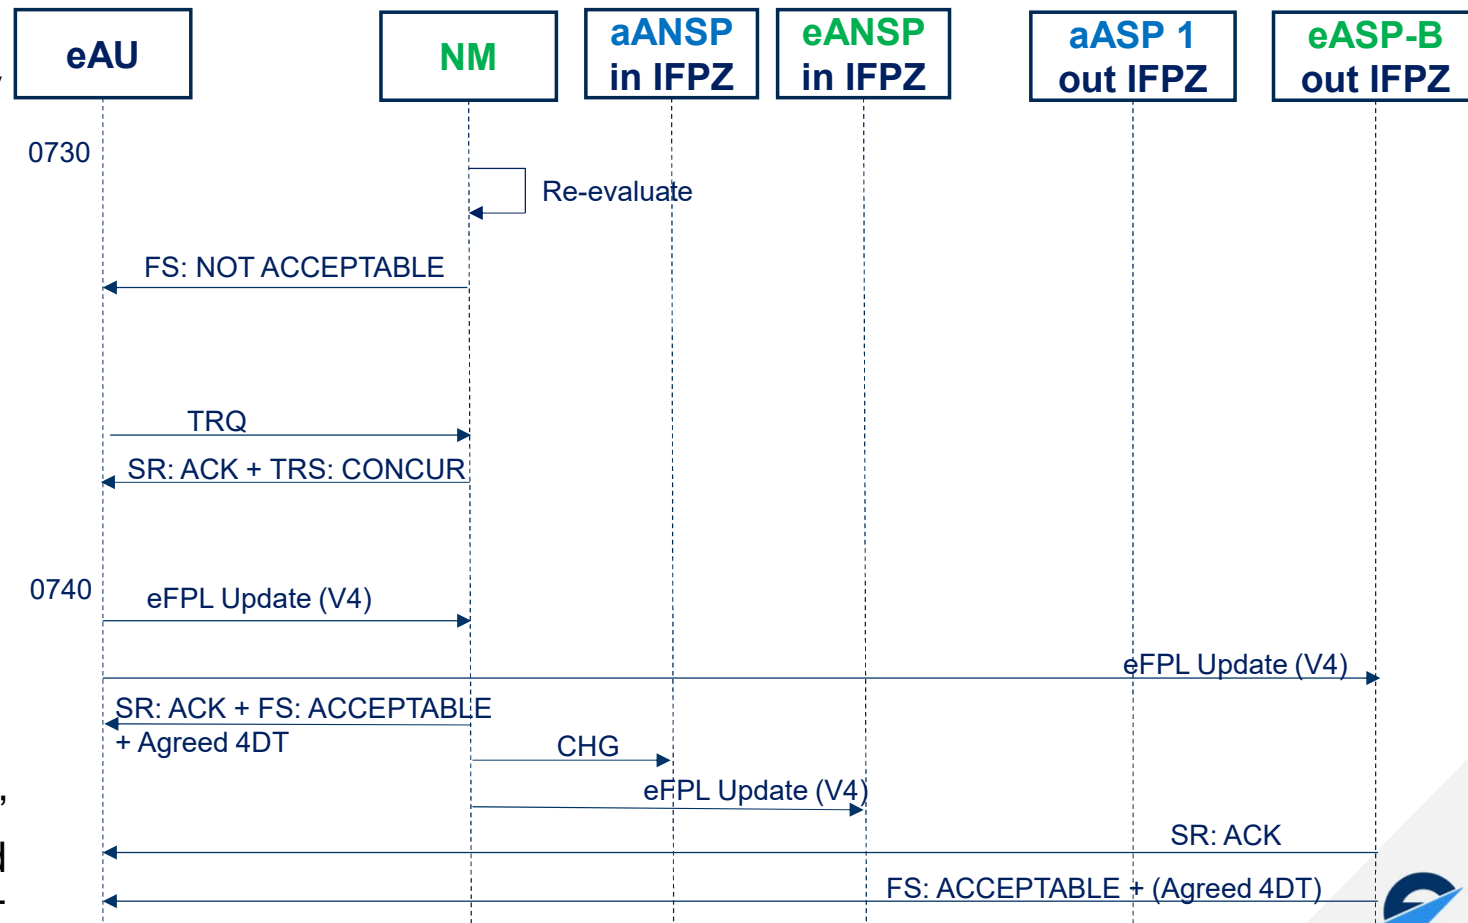 eAU
NM
aANSP
in IFPZ
eANSP
in IFPZ
aASP 1
out IFPZ
eASP-B
out IFPZ
0730
Re-evaluate
FS: NOT ACCEPTABLE
TRQ
SR: ACK + TRS: CONCUR
0740
eFPL Update (V4)
eFPL Update (V4)
SR: ACK + FS: ACCEPTABLE
+ Agreed 4DT
CHG
eFPL Update (V4)
SR: ACK
FS: ACCEPTABLE + (Agreed 4DT)